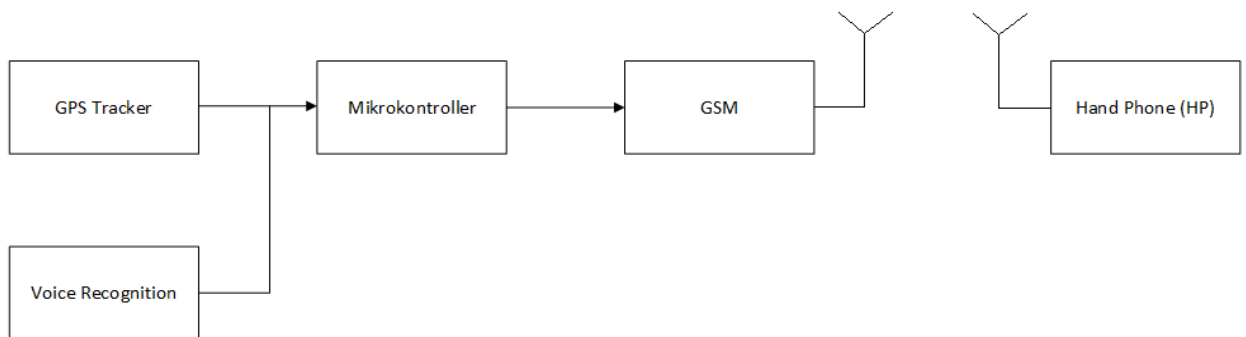 GPS Tracker
Mikrokontroller
GSM
Hand Phone (HP)
Voice Recognition